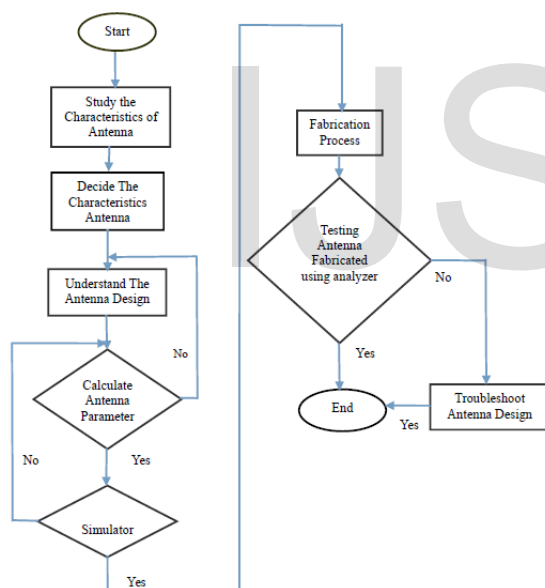 Start
Study the
Characteristics of
Antenna
Decide The
Characteristics
Antenna
Understand The
Antenna Design
No
Calculate
Antenna
Parameter
No
Yes
Simulator
Yes
IJS
Fabrication
Process
Testing
Antenna
Fabricated
using analyzer
No
Yes
End
Yes
Troubleshoot
Antenna Design